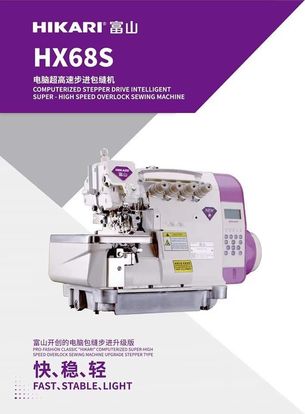 HIKARI 富山
HX68S
电脑超高速步进包缝机
COMPUTERIZED STEPPER DRIVE INTELLIGENT
SUPER - HIGH SPEED OVERLOCK SEWING MACHINE
HIKARI
富山开创的电脑包缝步进升级版
PRO-FASHION CLASSIC "HIKARI" COMPUTERIZED SUPER-HIGH
SPEED OVERLOCK SEWING MACHINE UPGRADE STEPPER TYPE
快、稳、轻
FAST、STABLE、LIGHT